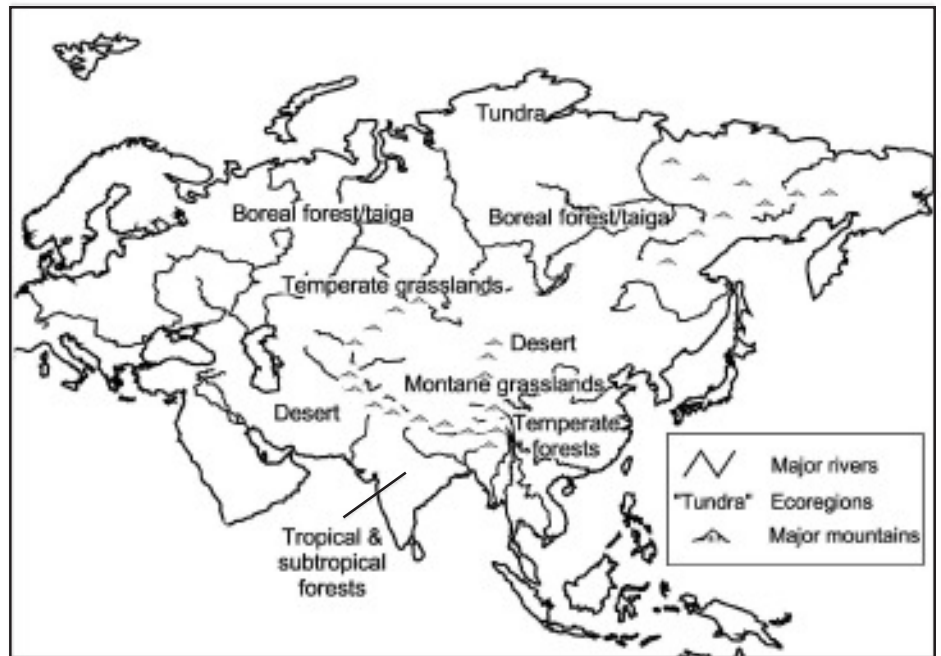 Tundra
Boreal forest/taiga
Boreal forest/taiga
Temperate grasslands
Desert
Montane grasslands
Desert
Temperate
forests
Tropical &
subtropical
forests
Major rivers
"Tundra" Ecoregions
Major mountains